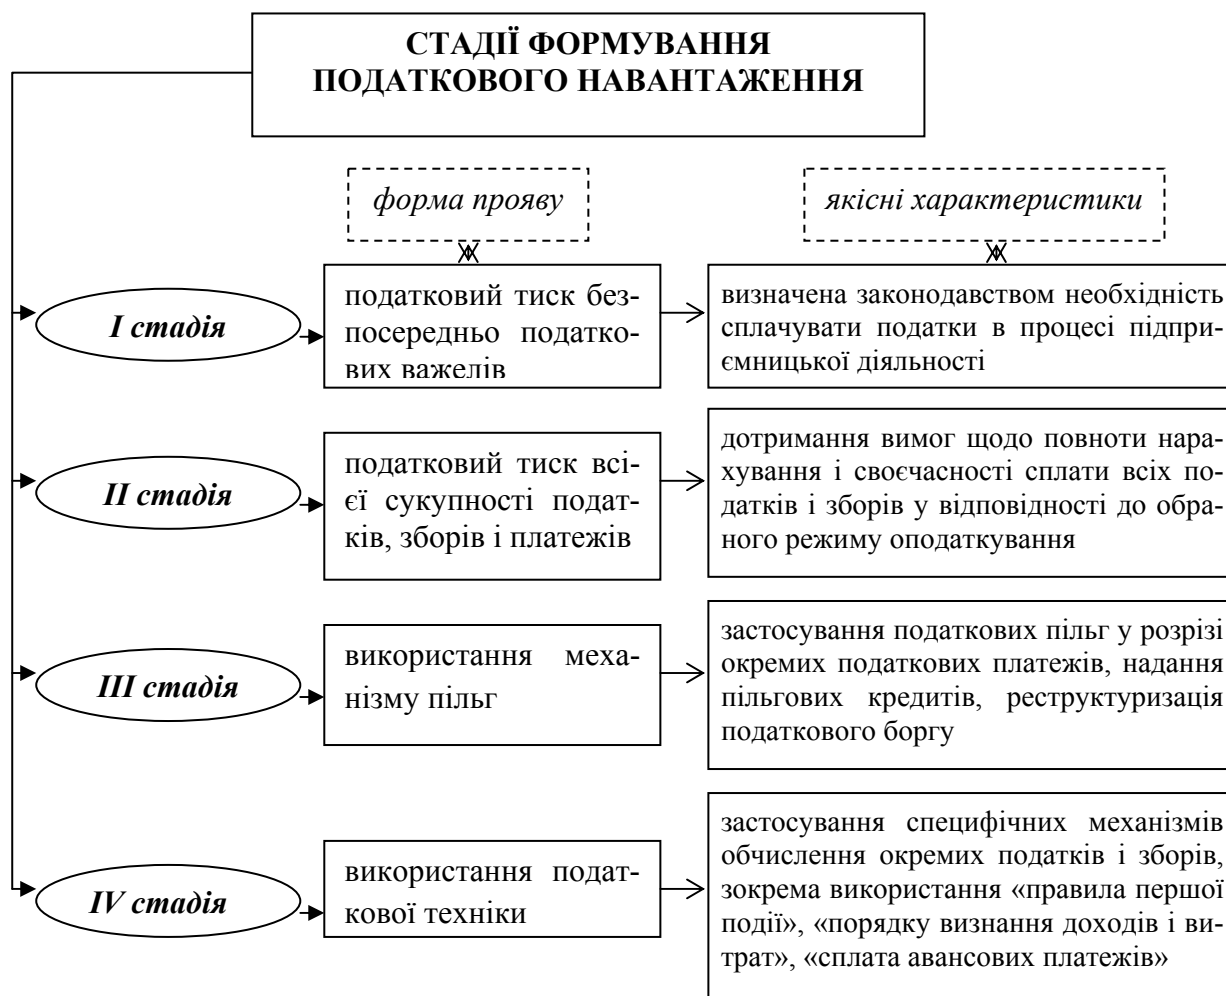 СТАДІЇ ФОРМУВАННЯ
ПОДАТКОВОГО НАВАНТАЖЕННЯ
форма прояву
якісні характеристики
І стадія
податковий тиск без-
посередньо податко-
вих важелів
визначена законодавством необхідність
сплачувати податки в процесі підпри-
ємницької діяльності
ІІ стадія
податковий тиск всі-
єї сукупності подат-
ків, зборів і платежів
дотримання вимог щодо повноти нара-
хування і своєчасності сплати всіх по-
датків і зборів у відповідності до обра-
ного режиму оподаткування
ІІІ стадія
використання меха-
нізму пільг
застосування податкових пільг у розрізі
окремих податкових платежів, надання
пільгових кредитів, реструктуризація
податкового боргу
IV стадія
використання подат-
кової техніки
застосування специфічних механізмів
обчислення окремих податків і зборів,
зокрема використання «правила першої
події», «порядку визнання доходів і ви-
трат», «сплата авансових платежів»